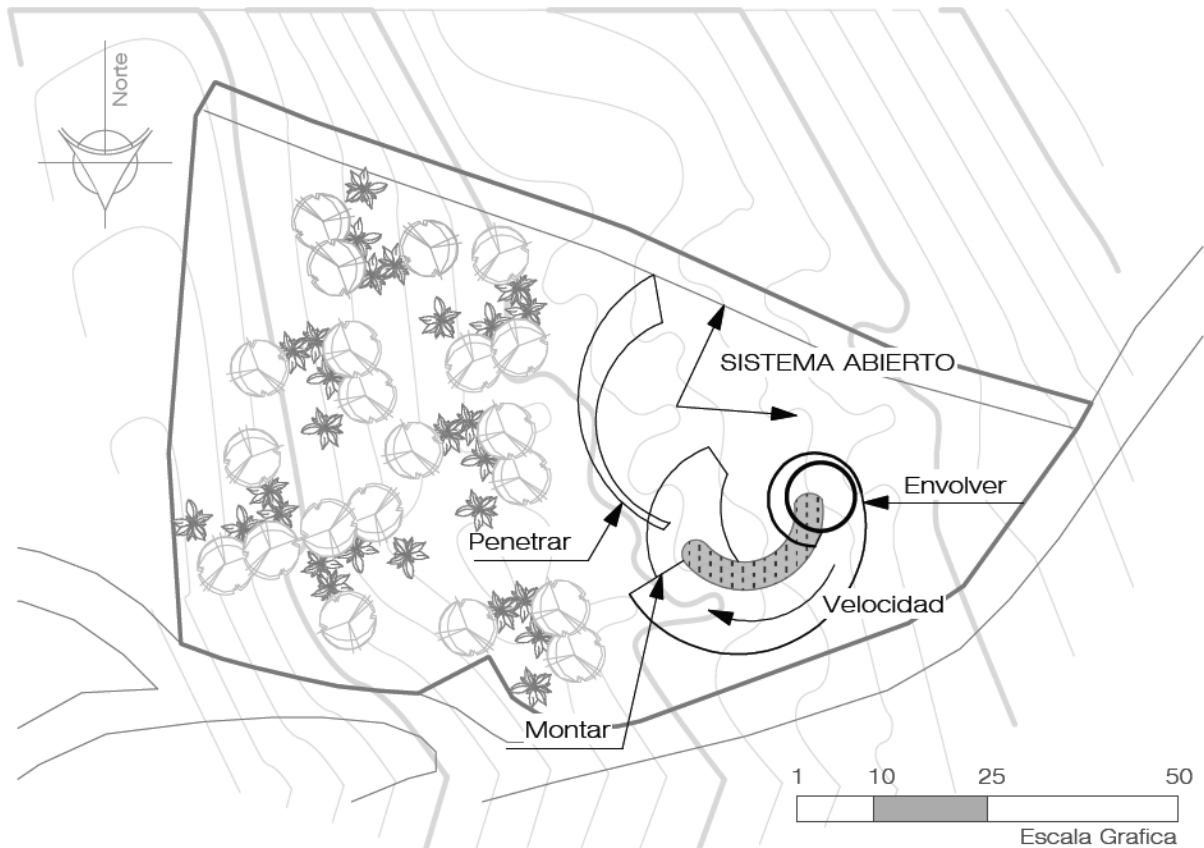 Norte
SISTEMA ABIERTO
Envolver
Penetrar
Velocidad
Montar
1 10 25 50
Escala Grafica